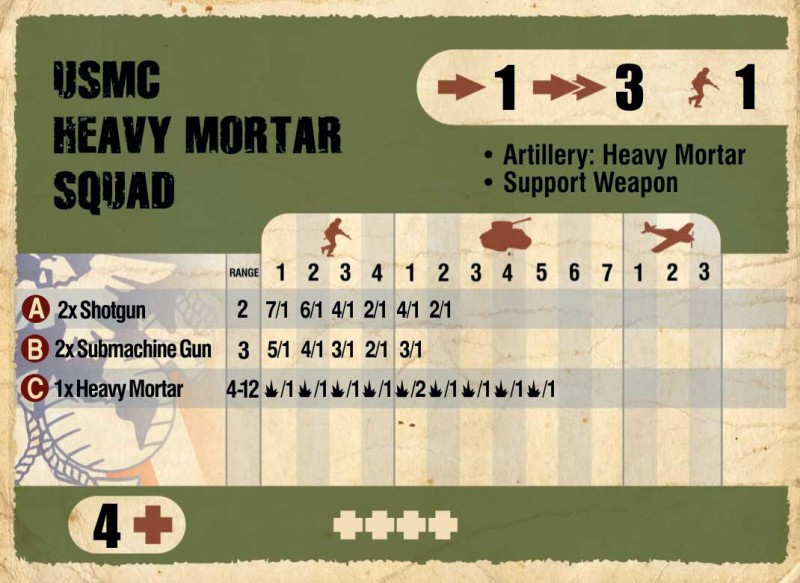 USMC
HEAVY MORTAR
SQUAD
1 3 1
• Artillery: Heavy Mortar
• Support Weapon
RANGE 1 2 3 4 1 2 3 4 5 6 7 1 2 3
A 2x Shotgun 2 7/1 6/1 4/1 2/1 4/1 2/1
B 2x Submachine Gun 3 5/1 4/1 3/1 2/1 3/1
C 1x Heavy Mortar 4-12 /1 /1 /1 /1 /2 /1 /1 /1 /1
4